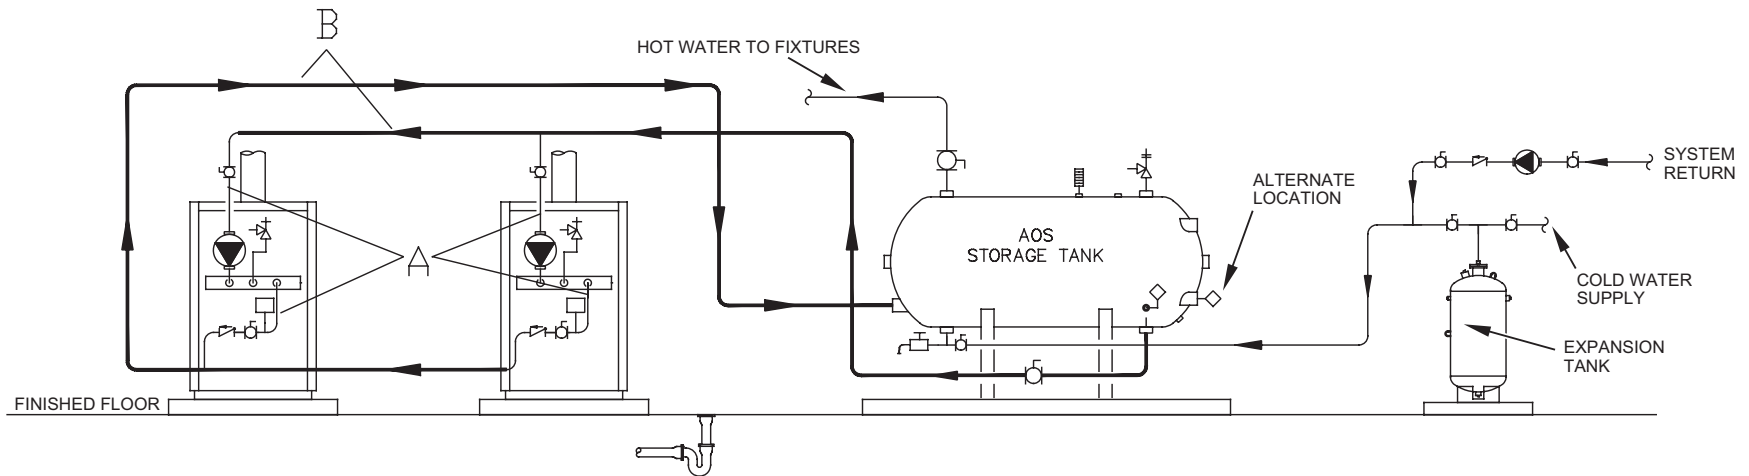 B
HOT WATER TO FIXTURES
SYSTEM
RETURN
ALTERNATE
LOCATION
AOS
STORAGE TANK
A
COLD WATER
SUPPLY
EXPANSION
TANK
FINISHED FLOOR